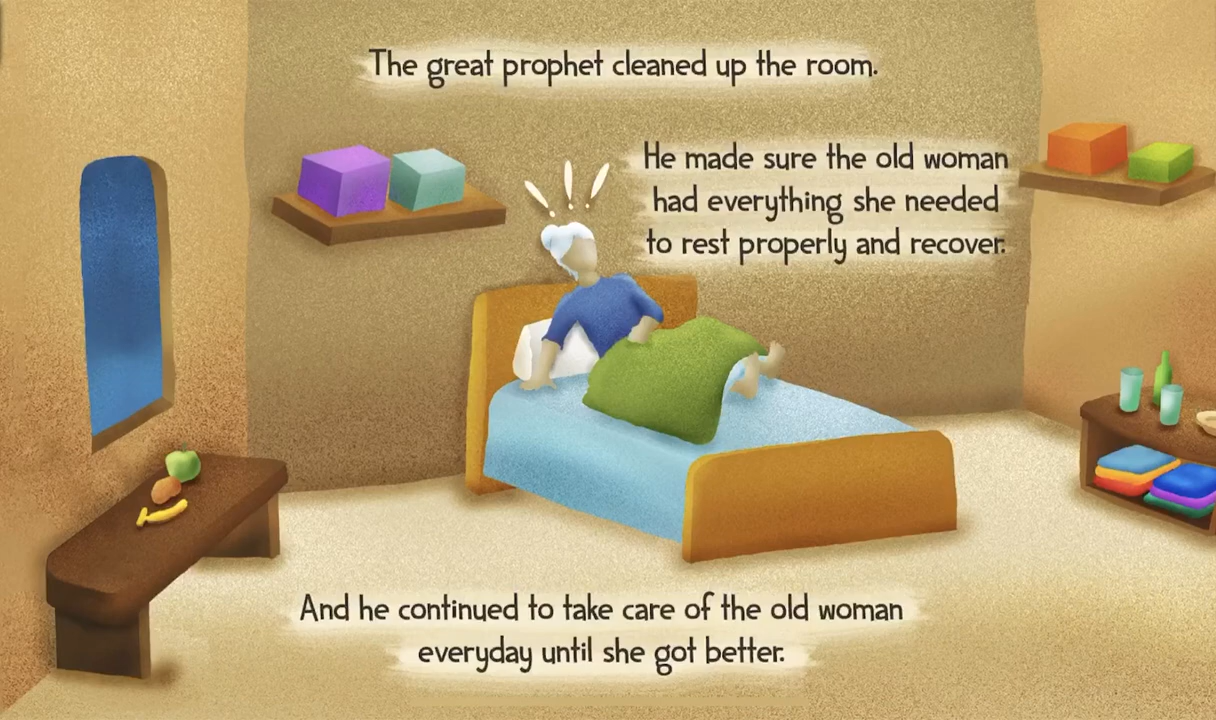 The great prophet cleaned up the room.
He made sure the old woman
had everything she needed
to rest properly and recover.
And he continued to take care of the old woman
everyday until she got better.